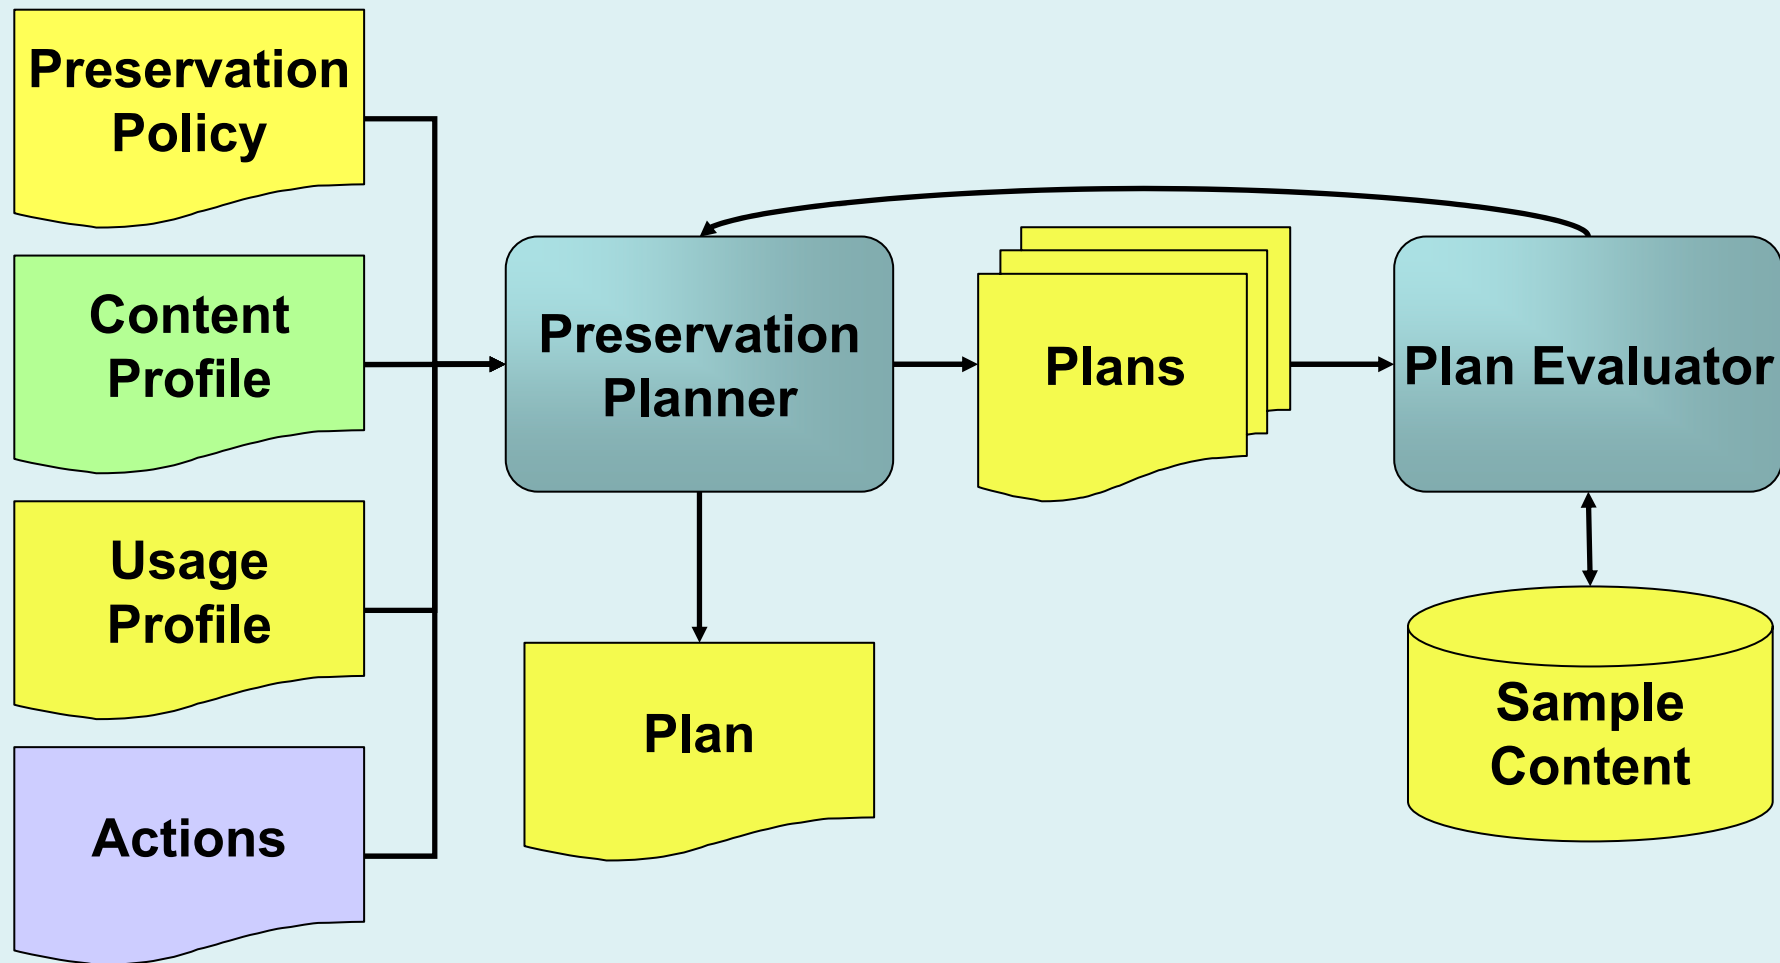 Preservation
Policy
Content
Profile
Usage
Profile
Actions
Preservation
Planner
Plan
Plans
Plan Evaluator
Sample
Content